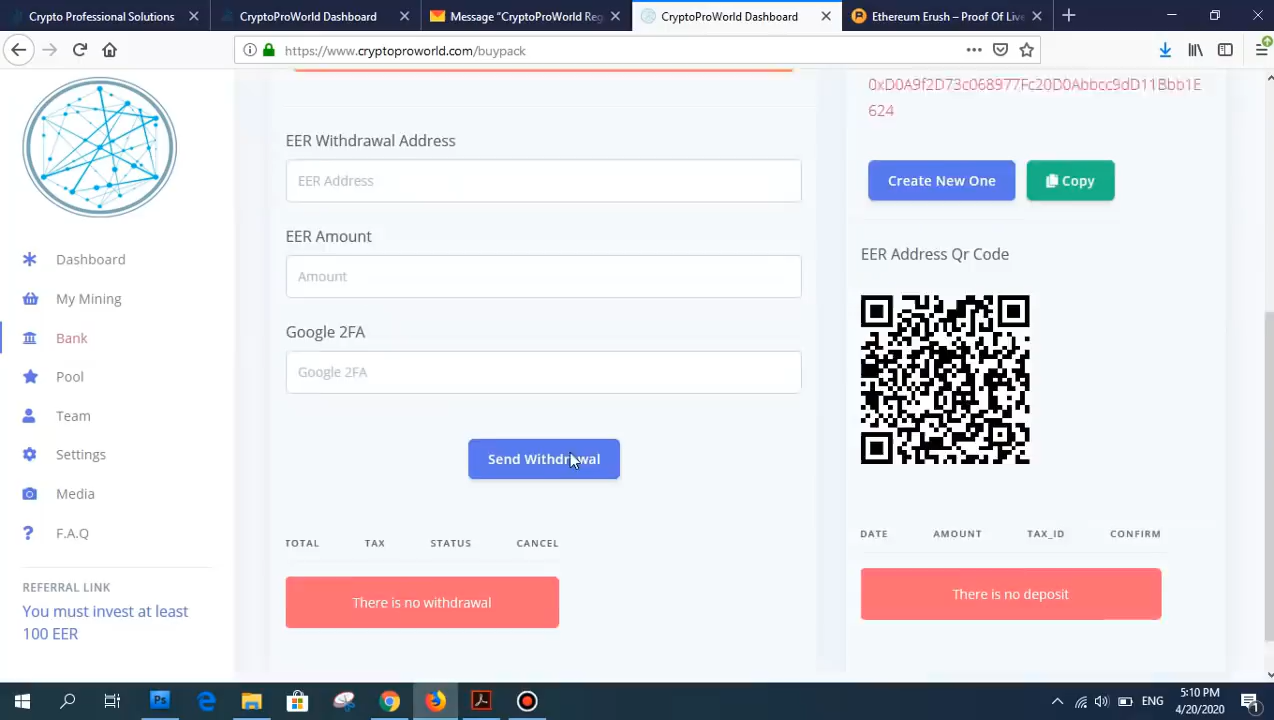 Crypto Professional Solutions
CryptoProWorld Dashboard
Message “CryptoProWorld Reg
CryptoProWorld Dashboard
Ethereum Erush – Proof Of Live
https://www.cryptoproworld.com/buypack
Dashboard
My Mining
Bank
Pool
Team
Settings
Media
F.A.Q
REFERRAL LINK
You must invest at least
100 EER
EER Withdrawal Address
EER Address
EER Amount
Amount
Google 2FA
Google 2FA
Send Withdrawal
TOTAL TAX STATUS CANCEL
There is no withdrawal
0xD0A9f2D73c068977Fc20D0Abbcc9dD11Bbb1E
624
Create New One
Copy
EER Address Qr Code
DATE AMOUNT TAX_ID CONFIRM
There is no deposit
Ps
ENG
5:10 PM
4/20/2020